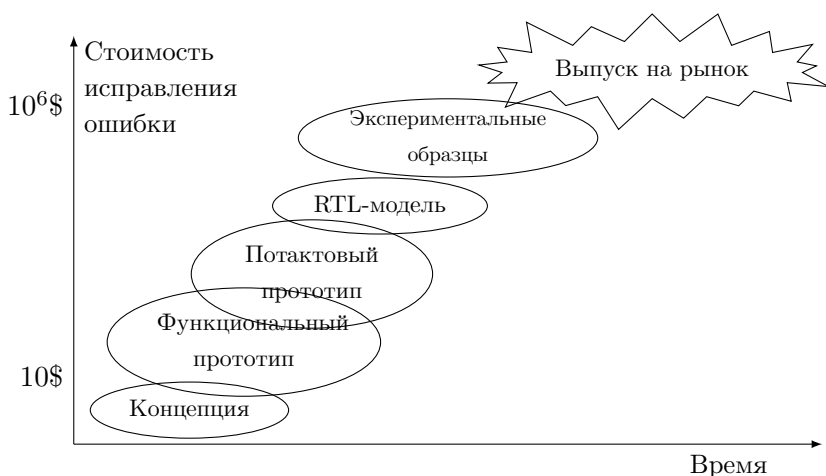 Стоимость
исправления
ошибки
10⁶$
Выпуск на рынок
Экспериментальные
образцы
RTL-модель
Потактовый
прототип
Функциональный
прототип
10$
Концепция
Время